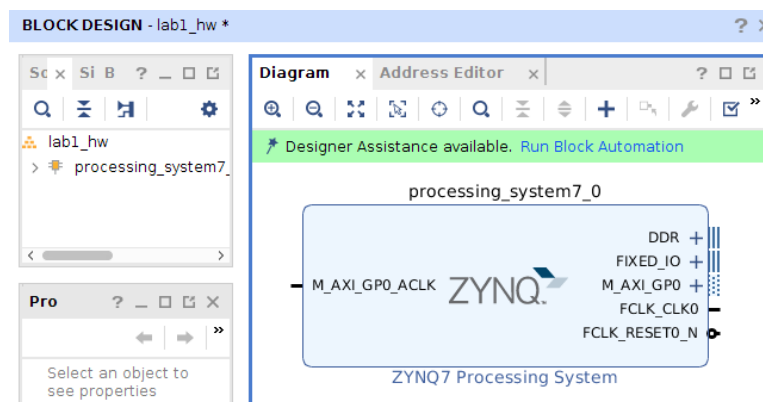 BLOCK DESIGN - lab1_hw *
?
Sc x Si B ? _
lab1_hw
> processing_system7_
Pro ? _ X
»
Select an object to
see properties
Diagram x Address Editor x ?
»
Designer Assistance available. Run Block Automation
processing_system7_0
DDR +
FIXED_IO +
M_AXI_GP0_ACLK ZYNQ M_AXI_GP0 +
FCLK_CLK0
FCLK_RESET0_N
ZYNQ7 Processing System